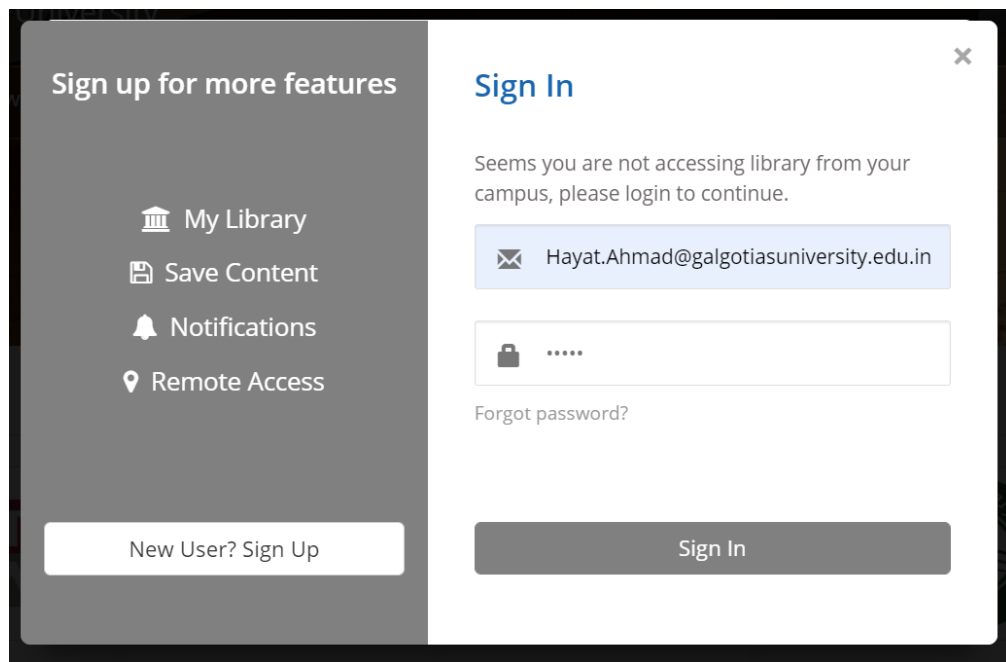 University
Sign up for more features
My Library
Save Content
Notifications
Remote Access
New User? Sign Up
×
Sign In
Seems you are not accessing library from your
campus, please login to continue.
Hayat.Ahmad@galgotiasuniversity.edu.in
•••••
Forgot password?
Sign In